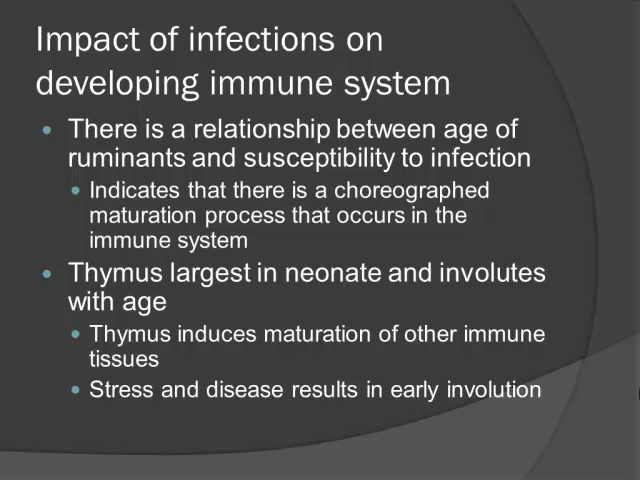 Impact of infections on
developing immune system
There is a relationship between age of
ruminants and susceptibility to infection
Indicates that there is a choreographed
maturation process that occurs in the
immune system
Thymus largest in neonate and involutes
with age
Thymus induces maturation of other immune
tissues
Stress and disease results in early involution